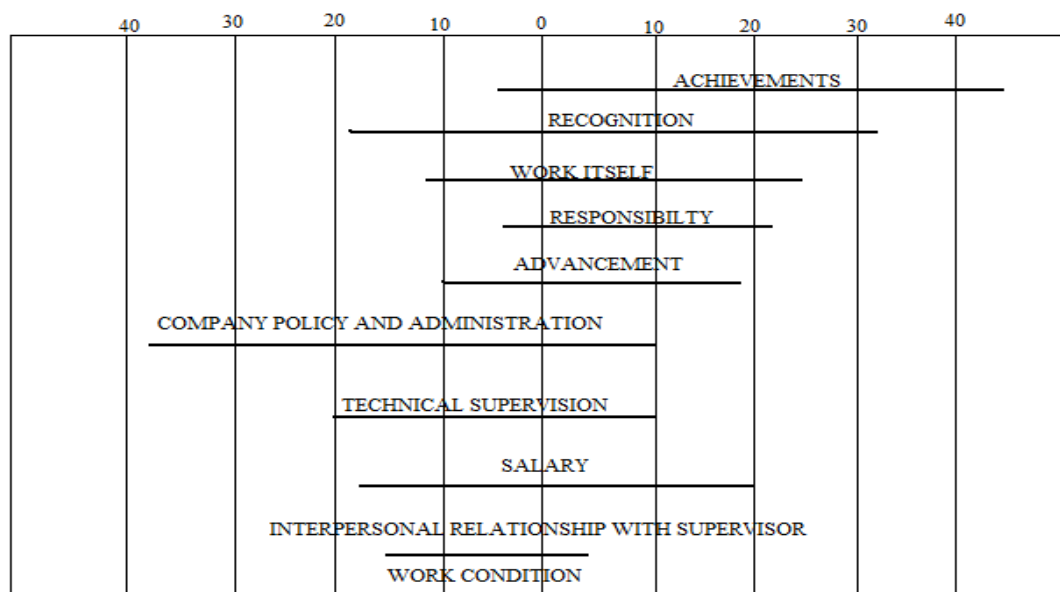 40 30 20 10 0 10 20 30 40
ACHIEVEMENTS
RECOGNITION
WORK ITSELF
RESPONSIBILTY
ADVANCEMENT
COMPANY POLICY AND ADMINISTRATION
TECHNICAL SUPERVISION
SALARY
INTERPERSONAL RELATIONSHIP WITH SUPERVISOR
WORK CONDITION